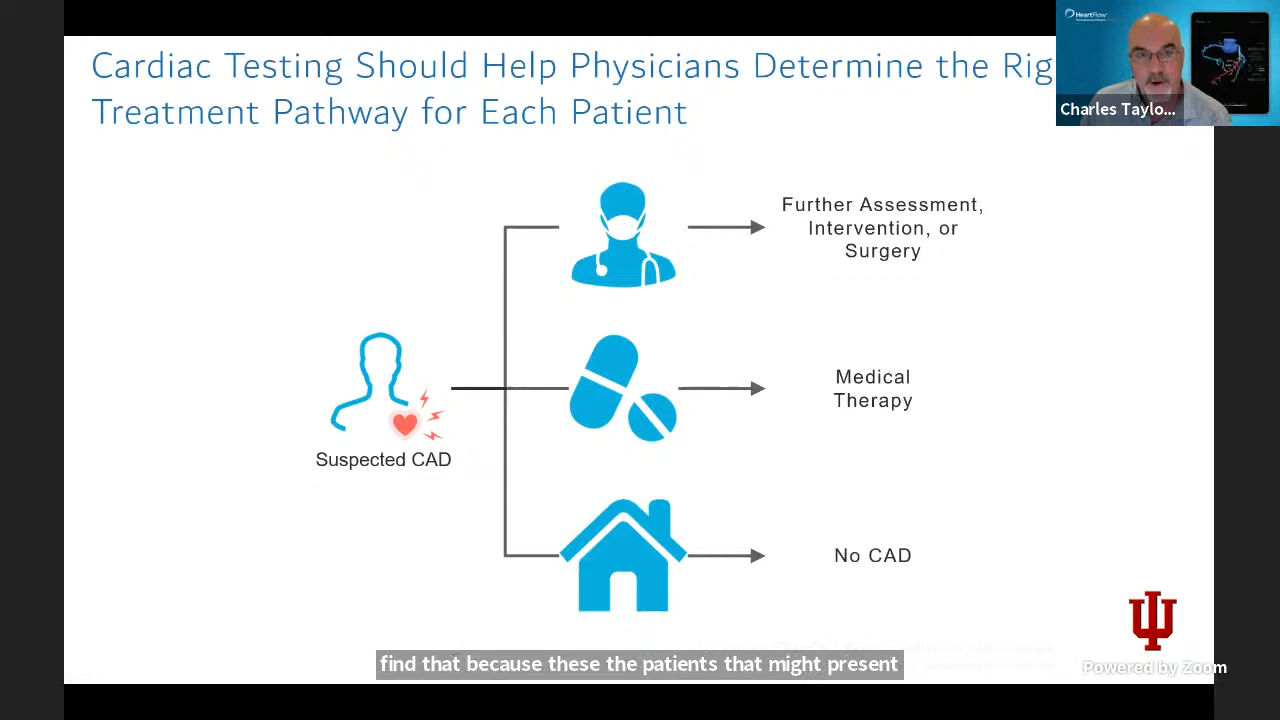 Cardiac Testing Should Help Physicians Determine the Rig
Treatment Pathway for Each Patient
HeartFlow
Charles Taylo...
Further Assessment,
Intervention, or
Surgery
Medical
Therapy
Suspected CAD
No CAD
find that because these the patients that might present
Powered by Zoom